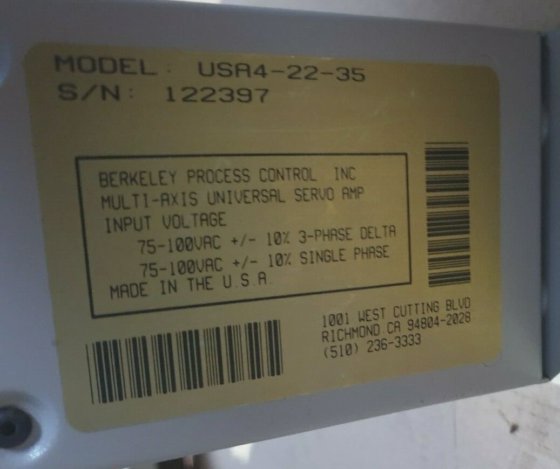 MODEL: USA4-22-35
S/N: 122397
BERKELEY PROCESS CONTROL INC
MULTI-AXIS UNIVERSAL SERVO AMP
INPUT VOLTAGE
75-100VAC +/- 10% 3-PHASE DELTA
75-100VAC +/- 10% SINGLE PHASE
MADE IN THE U.S.A.
1001 WEST CUTTING BLVD
RICHMOND CA 94804-2028
(510) 236-3333